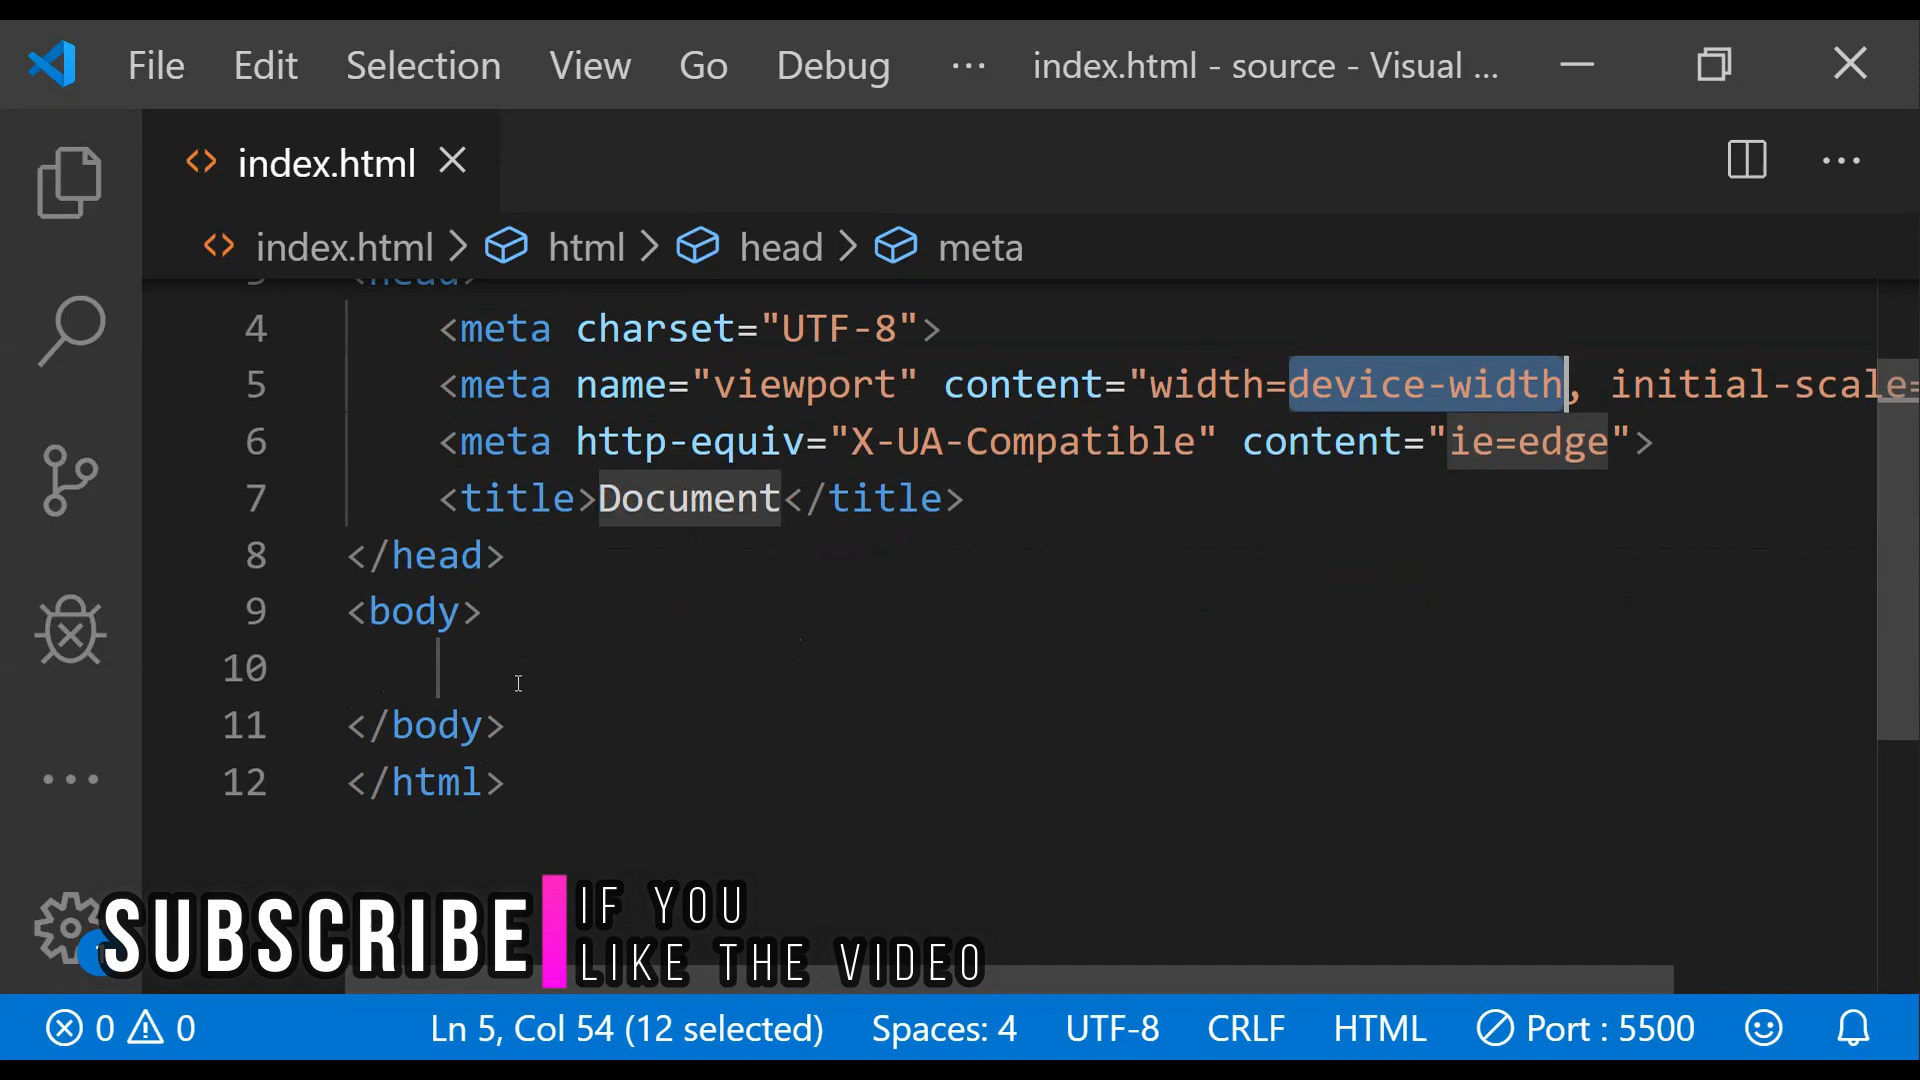 File Edit Selection View Go Debug ··· index.html - source - Visual ...
index.html
index.html > html > head > meta
3 <head>
4 <meta charset="UTF-8">
5 <meta name="viewport" content="width=device-width, initial-scale=
6 <meta http-equiv="X-UA-Compatible" content="ie=edge">
7 <title>Document</title>
8 </head>
9 <body>
10
11 </body>
12 </html>
SUBSCRIBE
IF YOU
LIKE THE VIDEO
0 0 Ln 5, Col 54 (12 selected) Spaces: 4 UTF-8 CRLF HTML Port : 5500